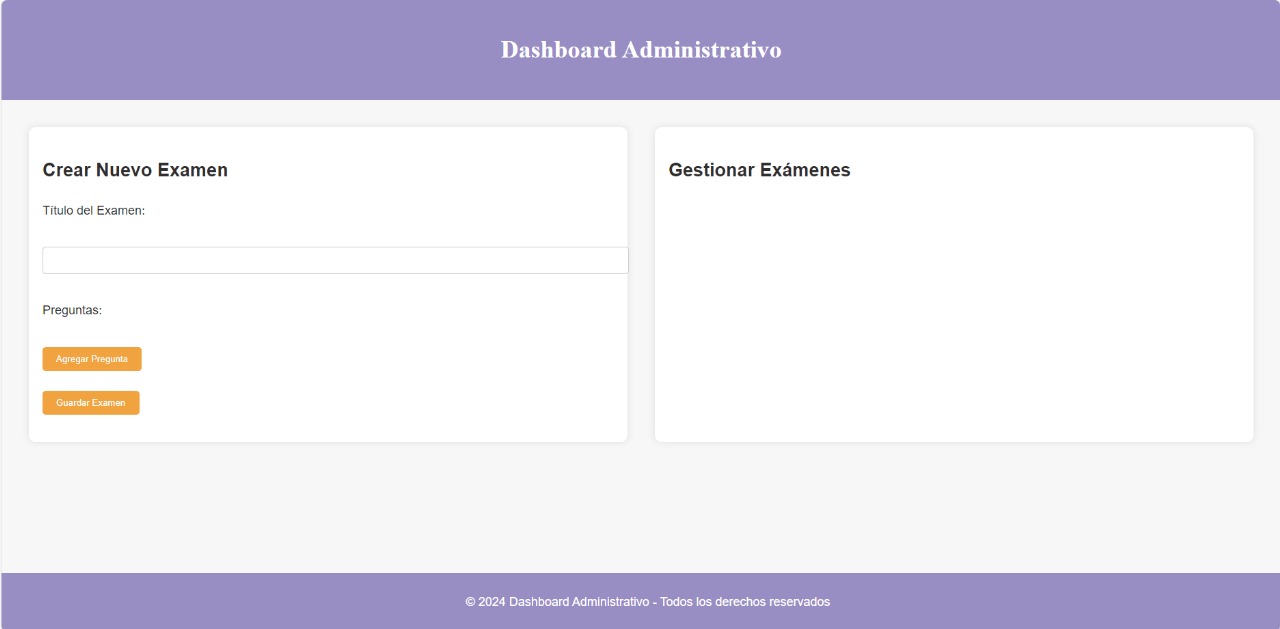 Dashboard Administrativo
Crear Nuevo Examen
Título del Examen:
Preguntas:
Agregar Pregunta
Guardar Examen
Gestionar Exámenes
© 2024 Dashboard Administrativo - Todos los derechos reservados